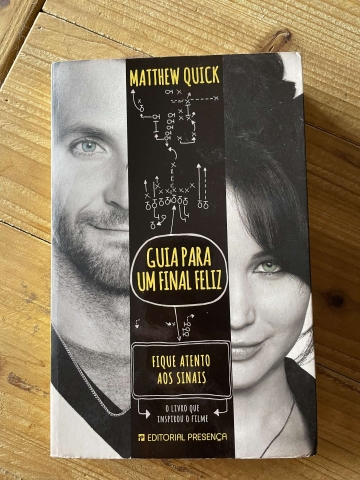 MATTHEW QUICK
GUIA PARA
UM FINAL FELIZ
FIQUE ATENTO
AOS SINAIS
O LIVRO QUE
INSPIROU O FILME
EDITORIAL PRESENÇA